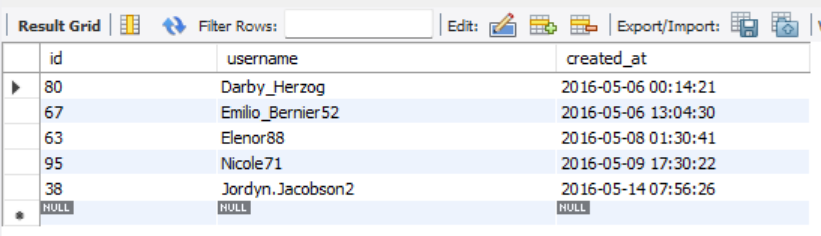 Result Grid Filter Rows: Edit: Export/Import:
id username created_at
80 Darby_Herzog 2016-05-06 00:14:21
67 Emilio_Bernier52 2016-05-06 13:04:30
63 Elenor88 2016-05-08 01:30:41
95 Nicole71 2016-05-09 17:30:22
38 Jordyn.Jacobson2 2016-05-14 07:56:26
NULL NULL NULL